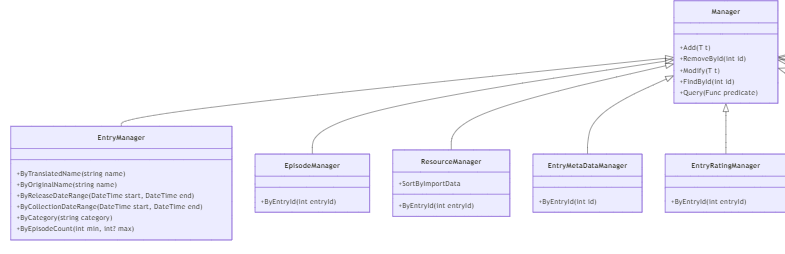 Manager
+Add(T t)
+RemoveById(int id)
+Modify(T t)
+FindById(int id)
+Query(Func predicate)
EntryManager
+ByTranslatedName(string name)
+ByOriginalName(string name)
+ByReleaseDateRange(DateTime start, DateTime end)
+ByCollectionDateRange(DateTime start, DateTime end)
+ByCategory(string category)
+ByEpisodeCount(int min, int? max)
EpisodeManager
+ByEntryId(int entryId)
ResourceManager
+SortByImportData
+ByEntryId(int entryId)
EntryMetaDataManager
+ByEntryId(int id)
EntryRatingManager
+ByEntryId(int entryId)